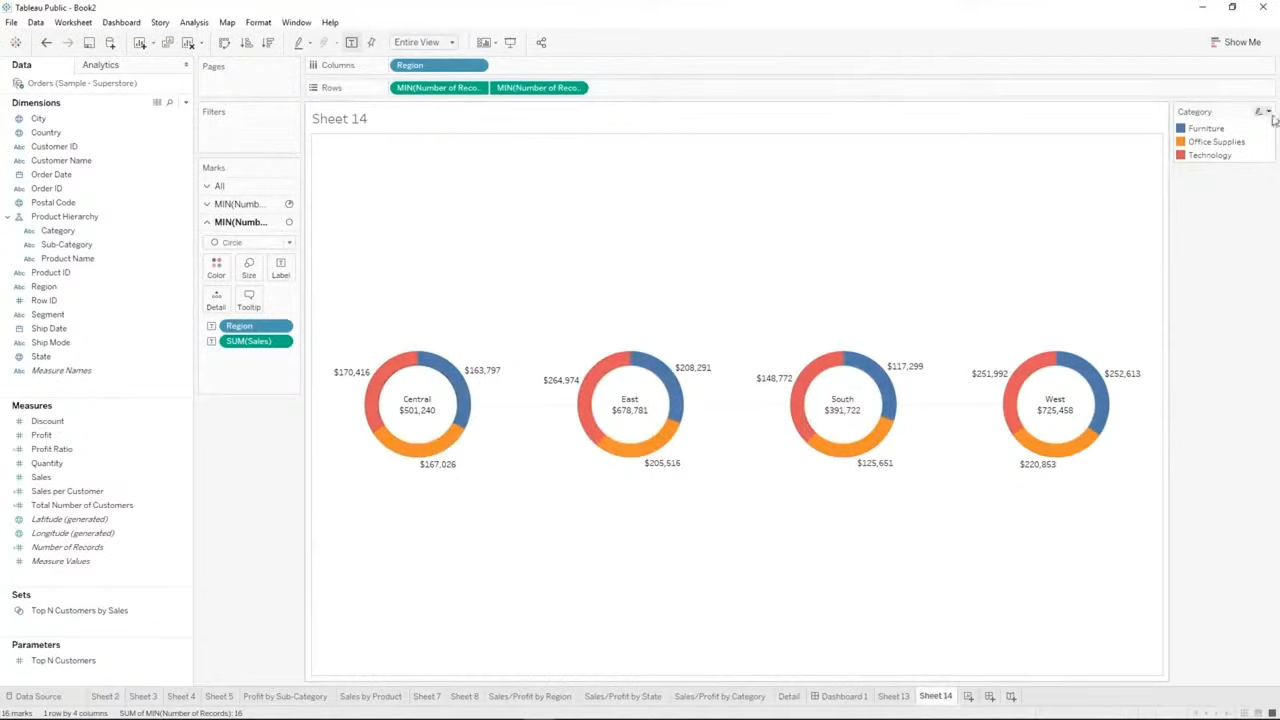 Tableau Public - Book2
File Data Worksheet Dashboard Story Analysis Map Format Window Help
Entire View
Show Me
Data Analytics
Orders (Sample - Superstore)
Dimensions
City
Country
Abc Customer ID
Abc Customer Name
Order Date
Abc Order ID
Postal Code
Product Hierarchy
Abc Category
Abc Sub-Category
Abc Product Name
Abc Product ID
Abc Region
# Row ID
Abc Segment
Ship Date
Abc Ship Mode
State
Abc Measure Names
Measures
# Discount
# Profit
=# Profit Ratio
# Quantity
# Sales
=# Sales per Customer
=# Total Number of Customers
Latitude (generated)
Longitude (generated)
=# Number of Records
# Measure Values
Sets
Top N Customers by Sales
Parameters
# Top N Customers
Pages
Filters
Marks
All
MIN(Numb...
MIN(Numb...
Circle
Color Size Label
Detail Tooltip
Region
SUM(Sales)
Columns Region
Rows MIN(Number of Reco.. MIN(Number of Reco..
Sheet 14
$170,416 $163,797
Central
$501,240
$167,026
$264,974 $208,291
East
$678,781
$205,516
$148,772 $117,299
South
$391,722
$125,651
$251,992 $252,613
West
$725,458
$220,853
Category
Furniture
Office Supplies
Technology
Data Source Sheet 2 Sheet 3 Sheet 4 Sheet 5 Profit by Sub-Category Sales by Product Sheet 7 Sheet 8 Sales/Profit by Region Sales/Profit by State Sales/Profit by Category Detail Dashboard 1 Sheet 13 Sheet 14
16 marks 1 row by 4 columns SUM of MIN(Number of Records): 16